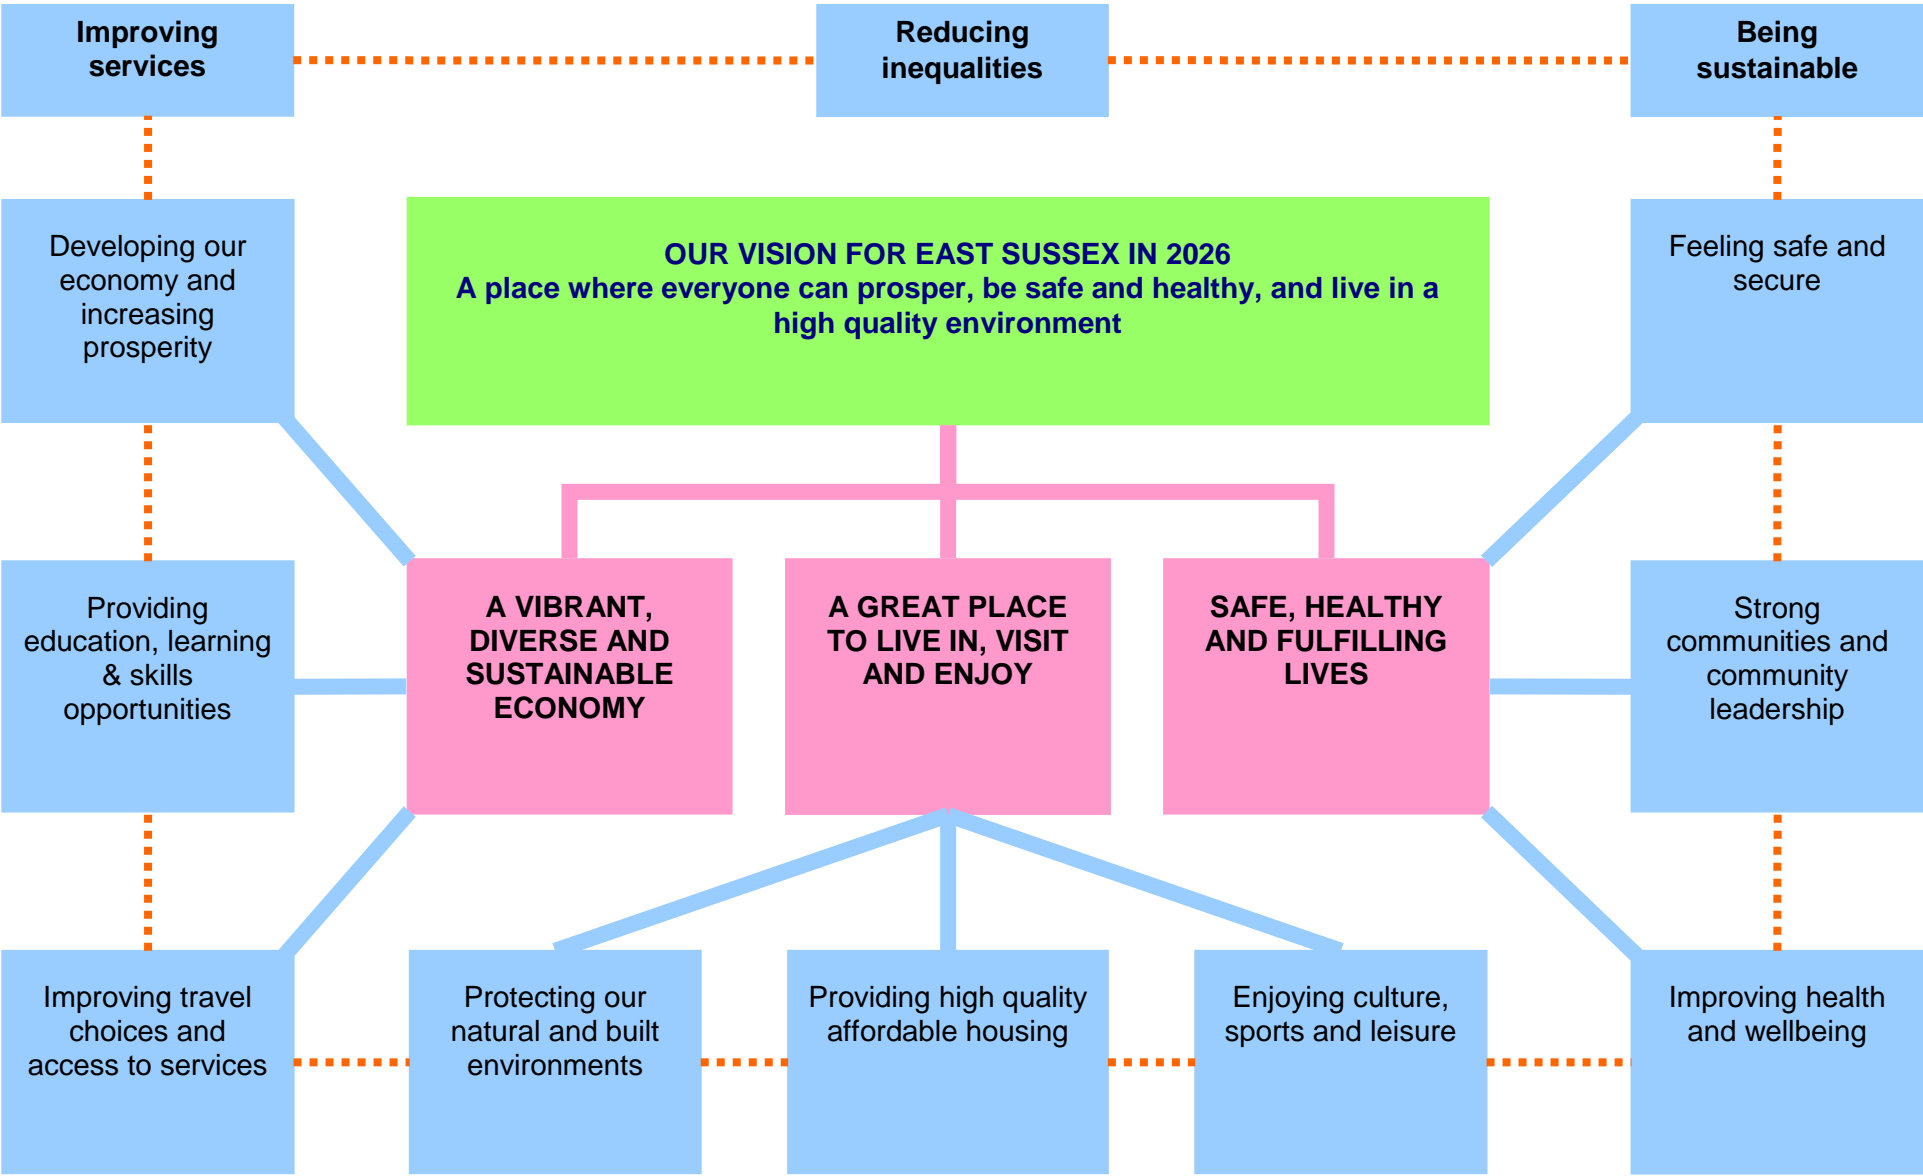 Improving
services
Reducing
inequalities
Being
sustainable
Developing our
economy and
increasing
prosperity
OUR VISION FOR EAST SUSSEX IN 2026
A place where everyone can prosper, be safe and healthy, and live in a
high quality environment
Feeling safe and
secure
Providing
education, learning
& skills
opportunities
A VIBRANT,
DIVERSE AND
SUSTAINABLE
ECONOMY
A GREAT PLACE
TO LIVE IN, VISIT
AND ENJOY
SAFE, HEALTHY
AND FULFILLING
LIVES
Strong
communities and
community
leadership
Improving travel
choices and
access to services
Protecting our
natural and built
environments
Providing high quality
affordable housing
Enjoying culture,
sports and leisure
Improving health
and wellbeing